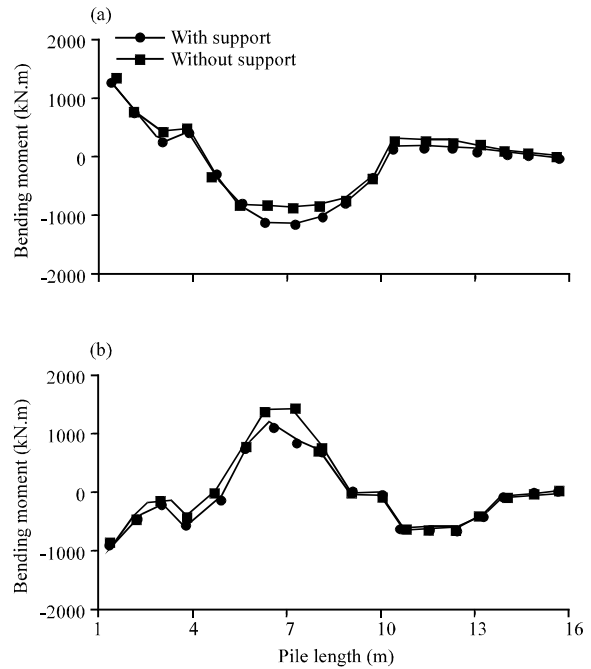 (a)
With support
Without support
2000
1000
0
-1000
-2000
Bending moment (kN.m)
(b)
2000
1000
0
-1000
-2000
Bending moment (kN.m)
1 4 7 10 13 16
Pile length (m)